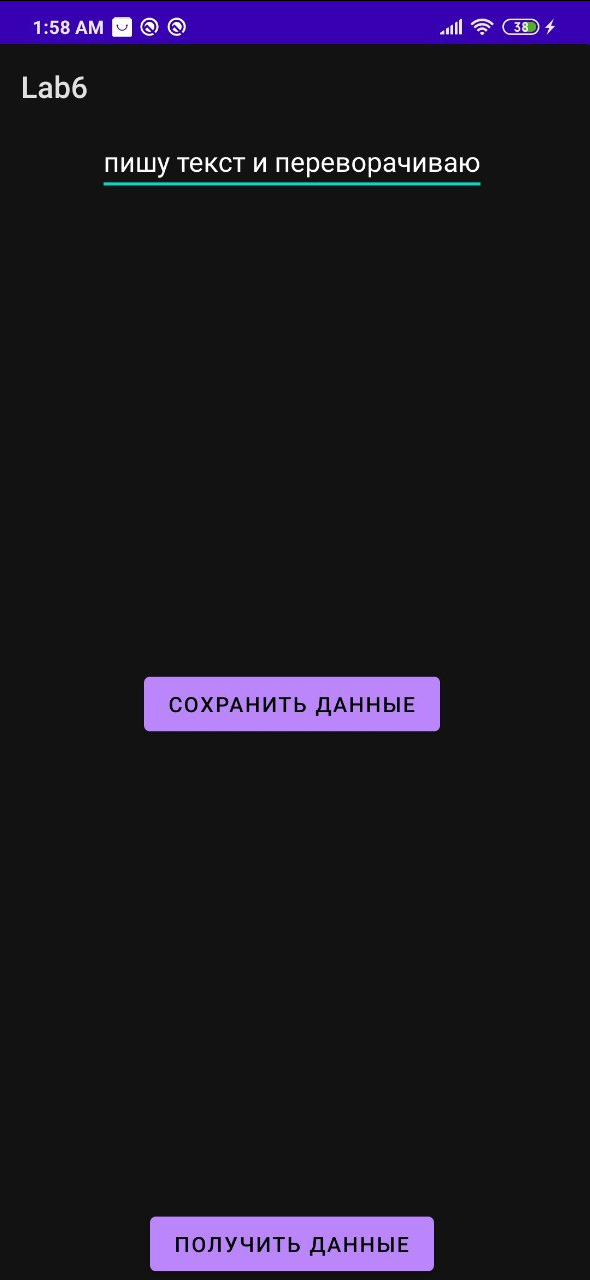 1:58 AM
38
Lab6
пишу текст и переворачиваю
СОХРАНИТЬ ДАННЫЕ
ПОЛУЧИТЬ ДАННЫЕ